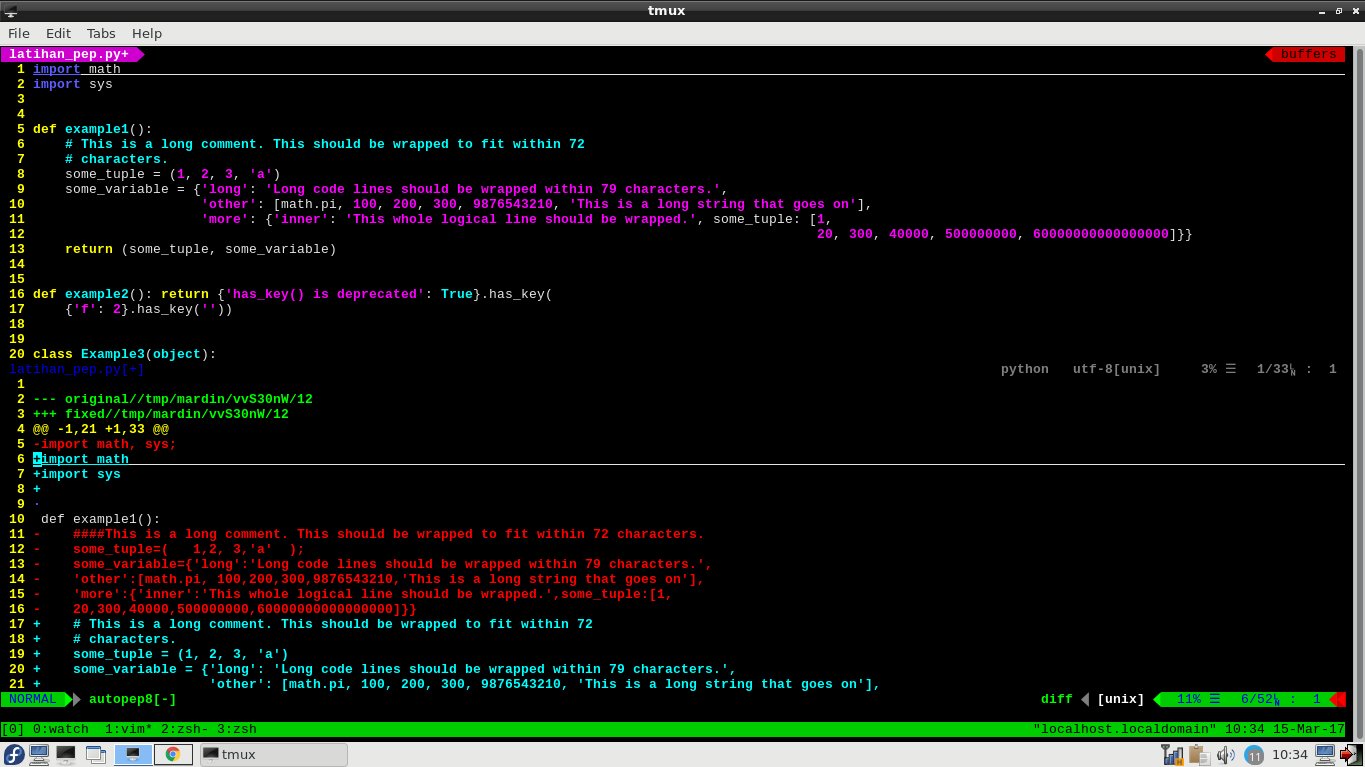 tmux
File Edit Tabs Help
latihan_pep.py+ buffers
1 import math
2 import sys
3
4
5 def example1():
6     # This is a long comment. This should be wrapped to fit within 72
7     # characters.
8     some_tuple = (1, 2, 3, 'a')
9     some_variable = {'long': 'Long code lines should be wrapped within 79 characters.',
10                      'other': [math.pi, 100, 200, 300, 9876543210, 'This is a long string that goes on'],
11                      'more': {'inner': 'This whole logical line should be wrapped.', some_tuple: [1,
12                                                                                                   20, 300, 40000, 500000000, 60000000000000000]}}
13     return (some_tuple, some_variable)
14
15
16 def example2(): return {'has_key() is deprecated': True}.has_key(
17     {'f': 2}.has_key(''))
18
19
20 class Example3(object):
latihan_pep.py[+] python utf-8[unix] 3% ☰ 1/33 : 1
1
2 --- original//tmp/mardin/vvS30nW/12
3 +++ fixed//tmp/mardin/vvS30nW/12
4 @@ -1,21 +1,33 @@
5 -import math, sys;
6 +import math
7 +import sys
8 +
9
10  def example1():
11 -    ####This is a long comment. This should be wrapped to fit within 72 characters.
12 -    some_tuple=(   1,2, 3,'a'  );
13 -    some_variable={'long':'Long code lines should be wrapped within 79 characters.',
14 -    'other':[math.pi, 100,200,300,9876543210,'This is a long string that goes on'],
15 -    'more':{'inner':'This whole logical line should be wrapped.',some_tuple:[1,
16 -    20,300,40000,500000000,60000000000000000]}}
17 +    # This is a long comment. This should be wrapped to fit within 72
18 +    # characters.
19 +    some_tuple = (1, 2, 3, 'a')
20 +    some_variable = {'long': 'Long code lines should be wrapped within 79 characters.',
21 +                     'other': [math.pi, 100, 200, 300, 9876543210, 'This is a long string that goes on'],
NORMAL autopep8[-] diff [unix] 11% ☰ 6/52 : 1
[0] 0:watch 1:vim* 2:zsh- 3:zsh "localhost.localdomain" 10:34 15-Mar-17
tmux 11 10:34